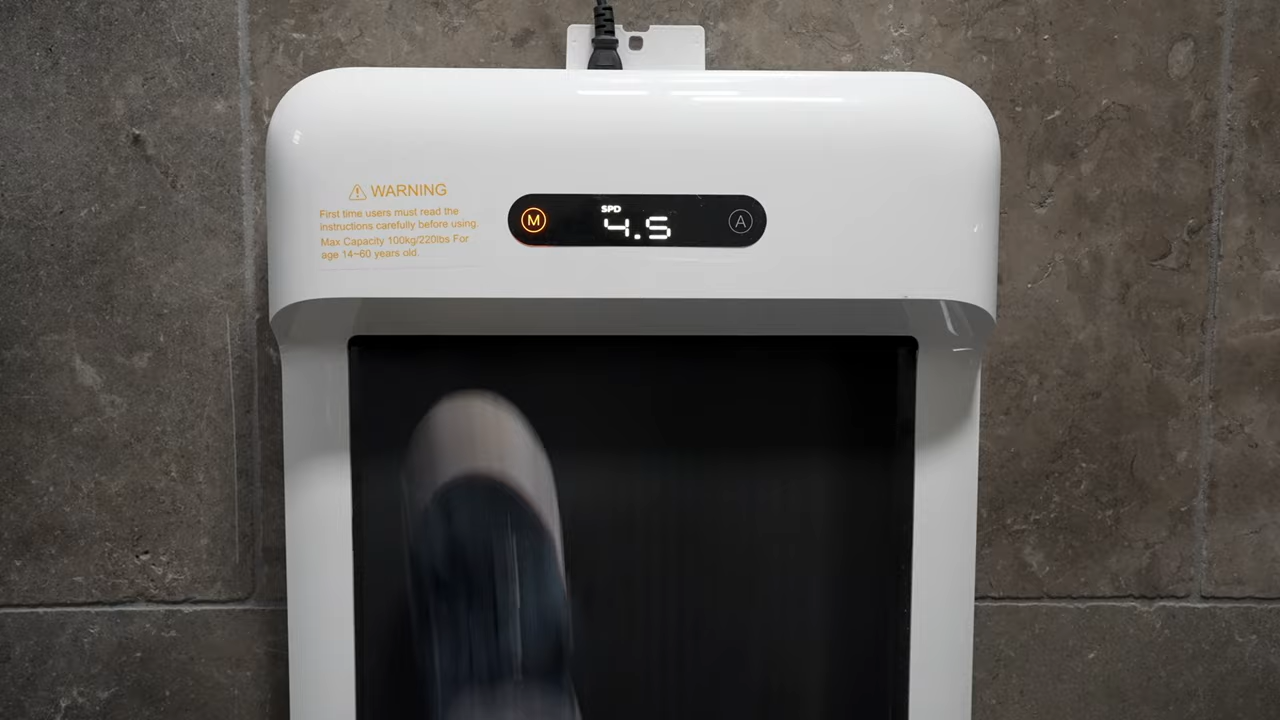 WARNING
First time users must read the
instructions carefully before using.
Max Capacity 100kg/220lbs For
age 14~60 years old
M
SPD
4.5
A